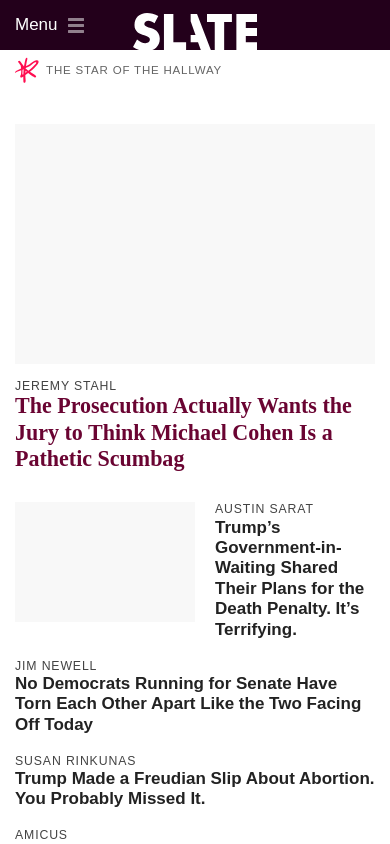 Menu
SLATE
THE STAR OF THE HALLWAY
JEREMY STAHL
The Prosecution Actually Wants the
Jury to Think Michael Cohen Is a
Pathetic Scumbag
AUSTIN SARAT
Trump’s
Government-in-
Waiting Shared
Their Plans for the
Death Penalty. It’s
Terrifying.
JIM NEWELL
No Democrats Running for Senate Have
Torn Each Other Apart Like the Two Facing
Off Today
SUSAN RINKUNAS
Trump Made a Freudian Slip About Abortion.
You Probably Missed It.
AMICUS